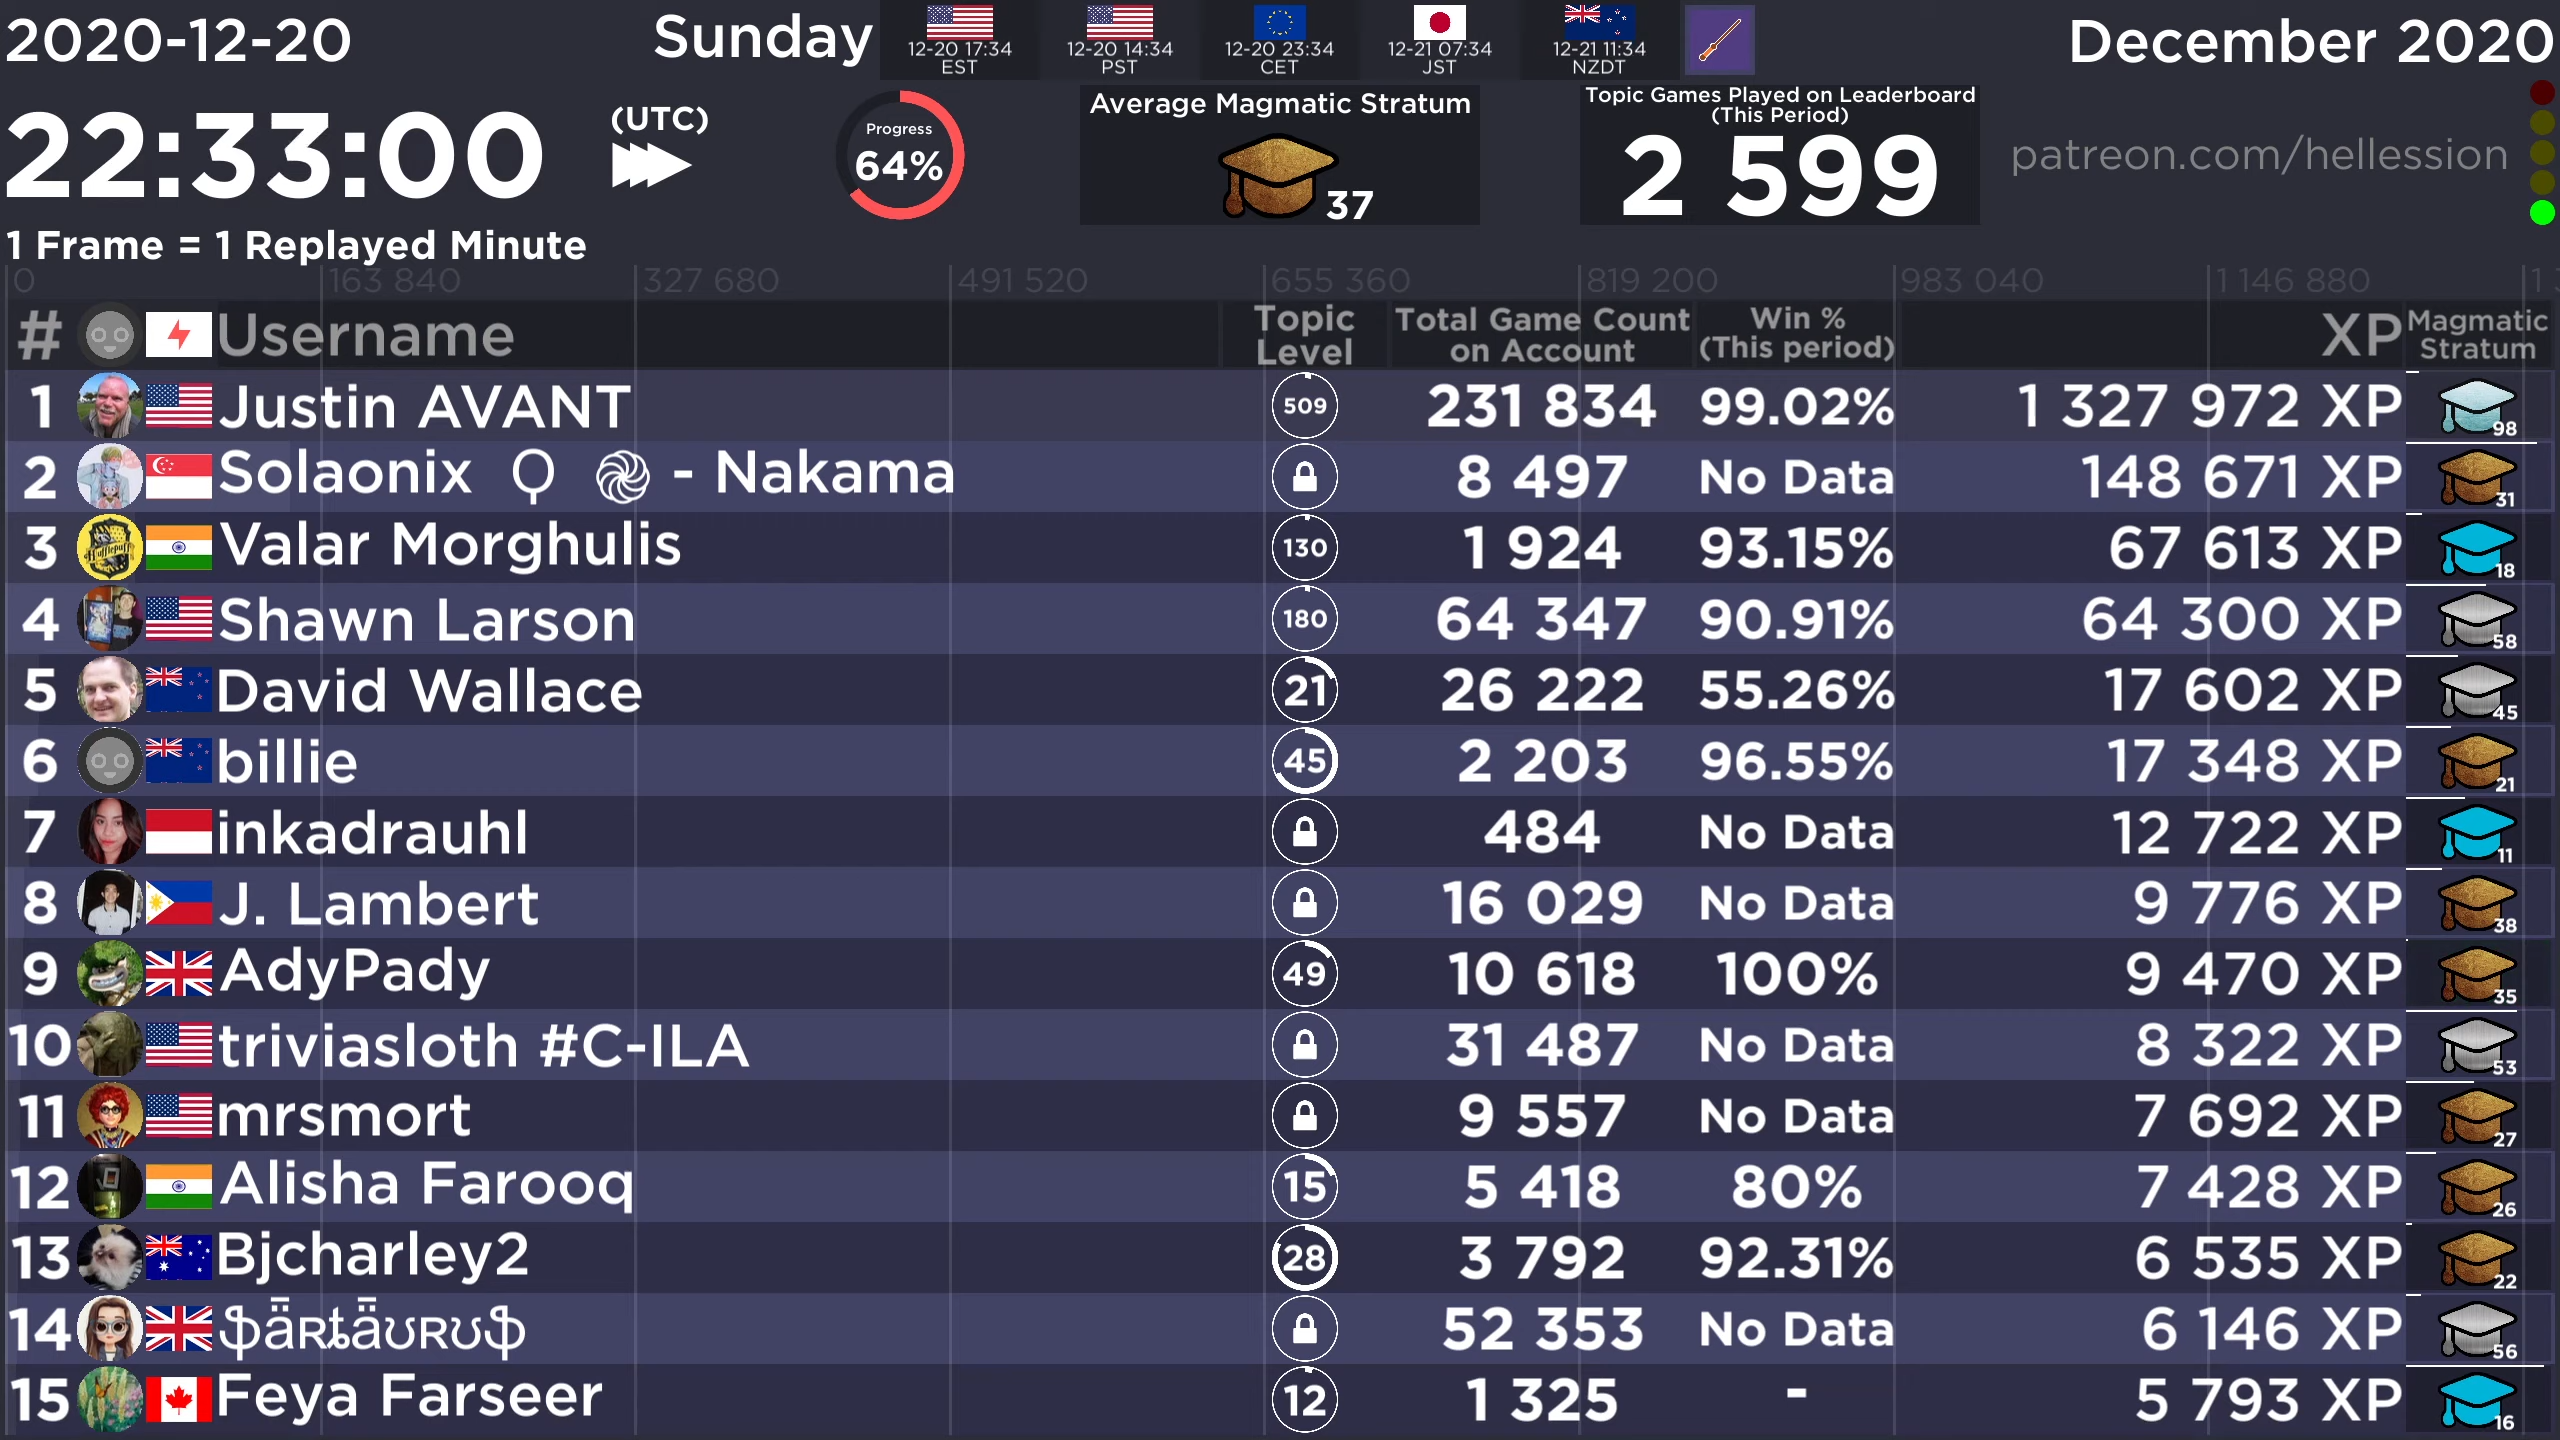 2020-12-20
Sunday
12-20 17:34
EST
12-20 14:34
PST
12-20 23:34
CET
12-21 07:34
JST
12-21 11:34
NZDT
December 2020
22:33:00
(UTC)
Progress
64%
Average Magmatic Stratum
37
Topic Games Played on Leaderboard
(This Period)
2 599
patreon.com/hellession
1 Frame = 1 Replayed Minute
0 163 840 327 680 491 520 655 360 819 200 983 040 1 146 880
# Username Topic Level Total Game Count on Account Win % (This period) XP Magmatic Stratum
1 Justin AVANT 509 231 834 99.02% 1 327 972 XP 98
2 Solaonix - Nakama 8 497 No Data 148 671 XP 31
3 Valar Morghulis 130 1 924 93.15% 67 613 XP 18
4 Shawn Larson 180 64 347 90.91% 64 300 XP 58
5 David Wallace 21 26 222 55.26% 17 602 XP 45
6 billie 45 2 203 96.55% 17 348 XP 21
7 inkadrauhl 484 No Data 12 722 XP 11
8 J. Lambert 16 029 No Data 9 776 XP 38
9 AdyPady 49 10 618 100% 9 470 XP 35
10 triviasloth #C-ILA 31 487 No Data 8 322 XP 53
11 mrsmort 9 557 No Data 7 692 XP 27
12 Alisha Farooq 15 5 418 80% 7 428 XP 26
13 Bjcharley2 28 3 792 92.31% 6 535 XP 22
14 52 353 No Data 6 146 XP 56
15 Feya Farseer 12 1 325 - 5 793 XP 16